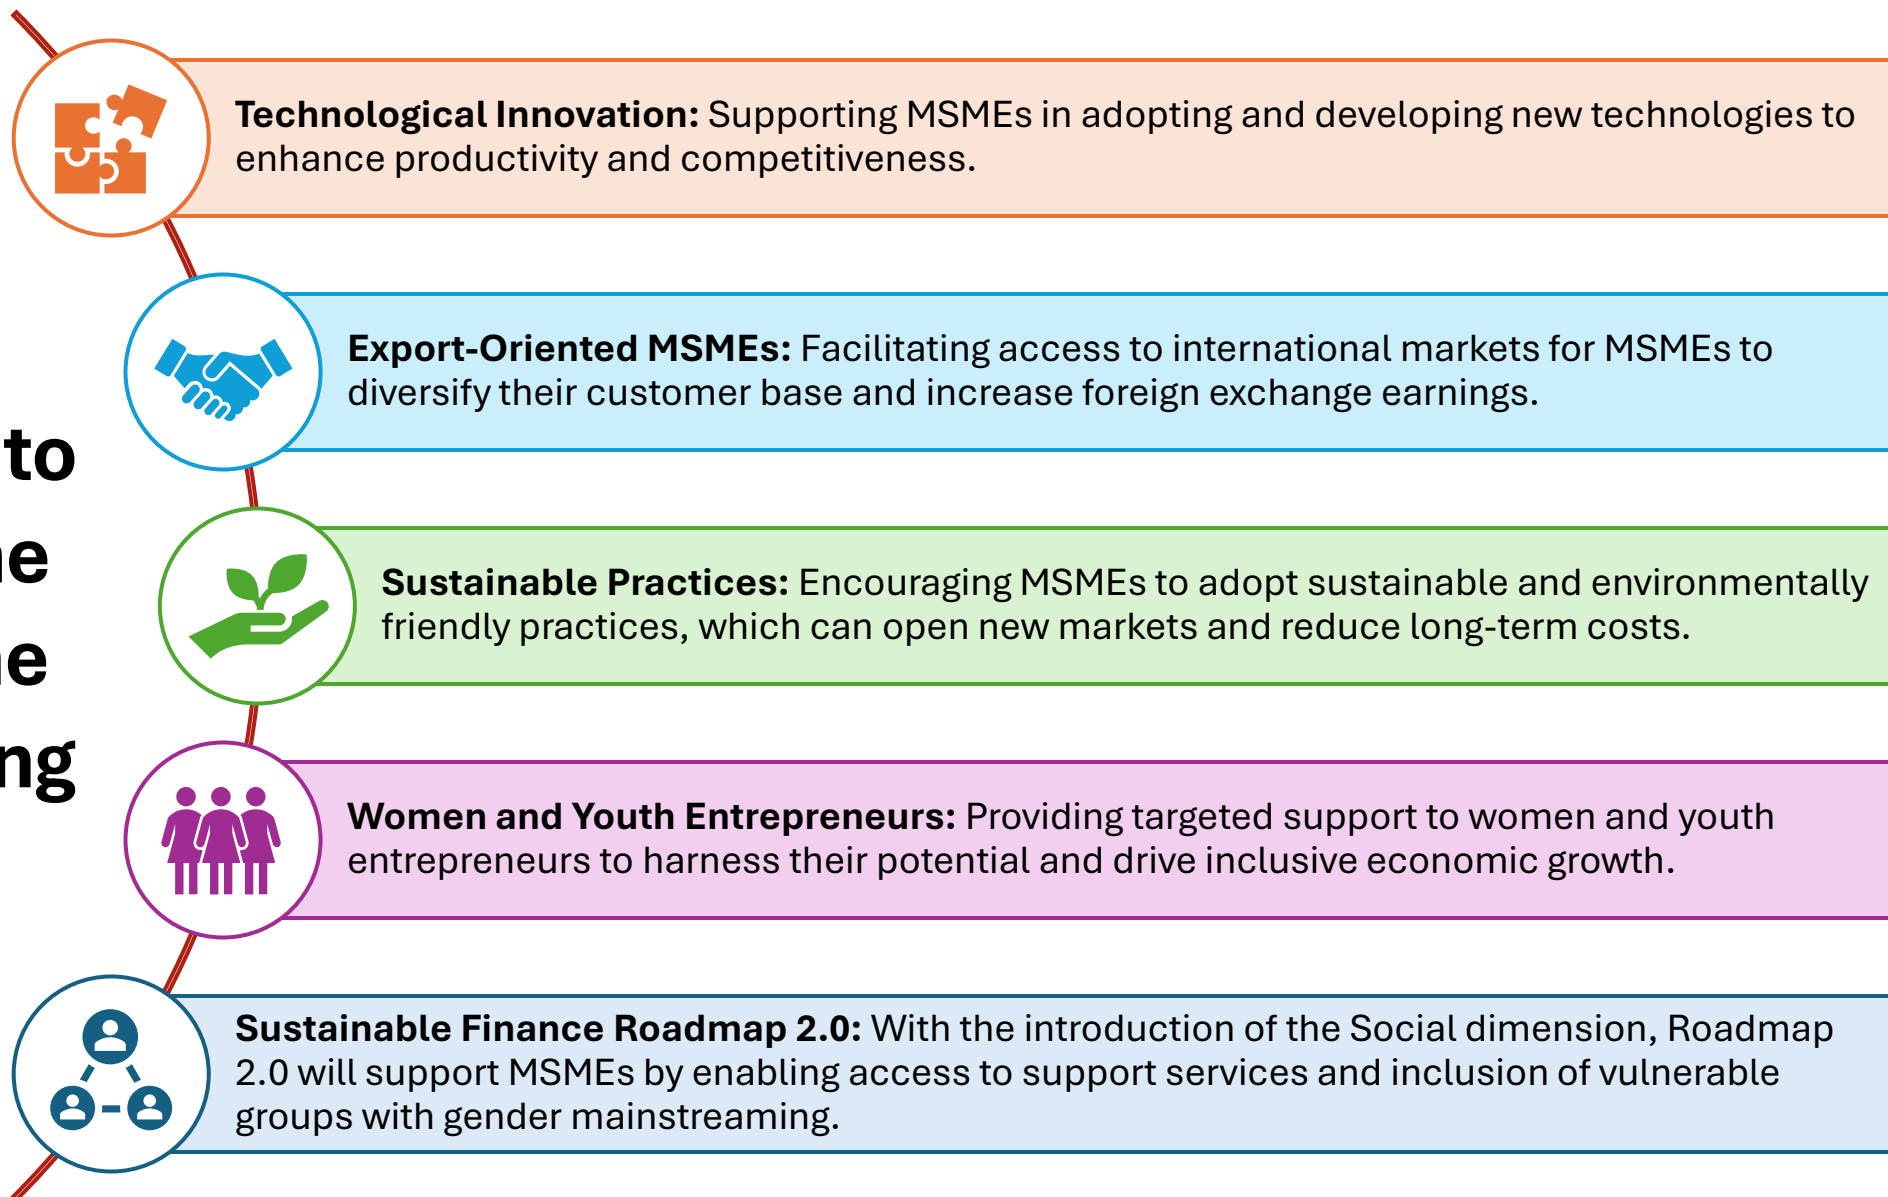 Technological Innovation: Supporting MSMEs in adopting and developing new technologies to
enhance productivity and competitiveness.
Export-Oriented MSMEs: Facilitating access to international markets for MSMEs to
diversify their customer base and increase foreign exchange earnings.
to
Sustainable Practices: Encouraging MSMEs to adopt sustainable and environmentally
friendly practices, which can open new markets and reduce long-term costs.
Women and Youth Entrepreneurs: Providing targeted support to women and youth
entrepreneurs to harness their potential and drive inclusive economic growth.
Sustainable Finance Roadmap 2.0: With the introduction of the Social dimension, Roadmap
2.0 will support MSMEs by enabling access to support services and inclusion of vulnerable
groups with gender mainstreaming.